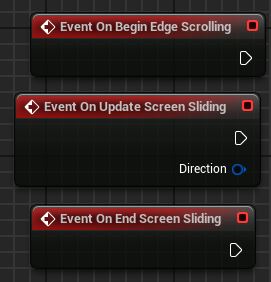 Event On Begin Edge Scrolling
Event On Update Screen Sliding
Direction
Event On End Screen Sliding